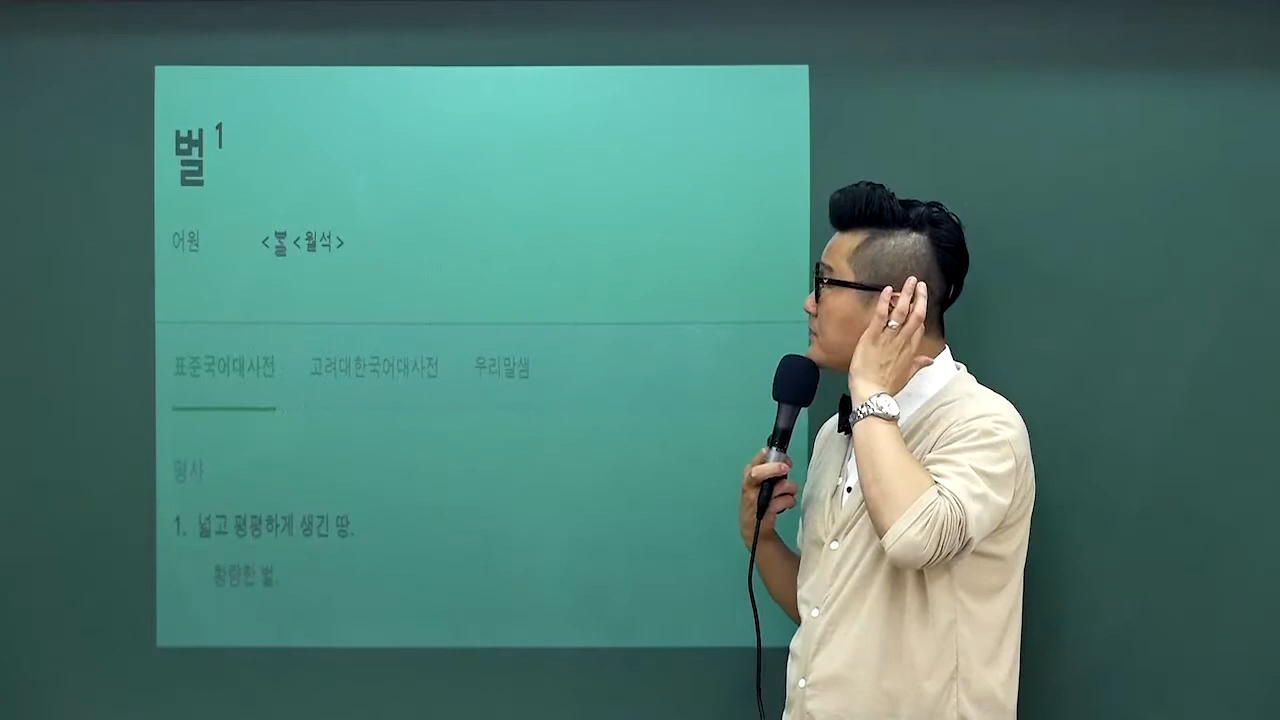 벌¹
어원 <벌<월석>
표준국어대사전 고려대한국어대사전 우리말샘
명사
1. 넓고 평평하게 생긴 땅.
황량한 벌.